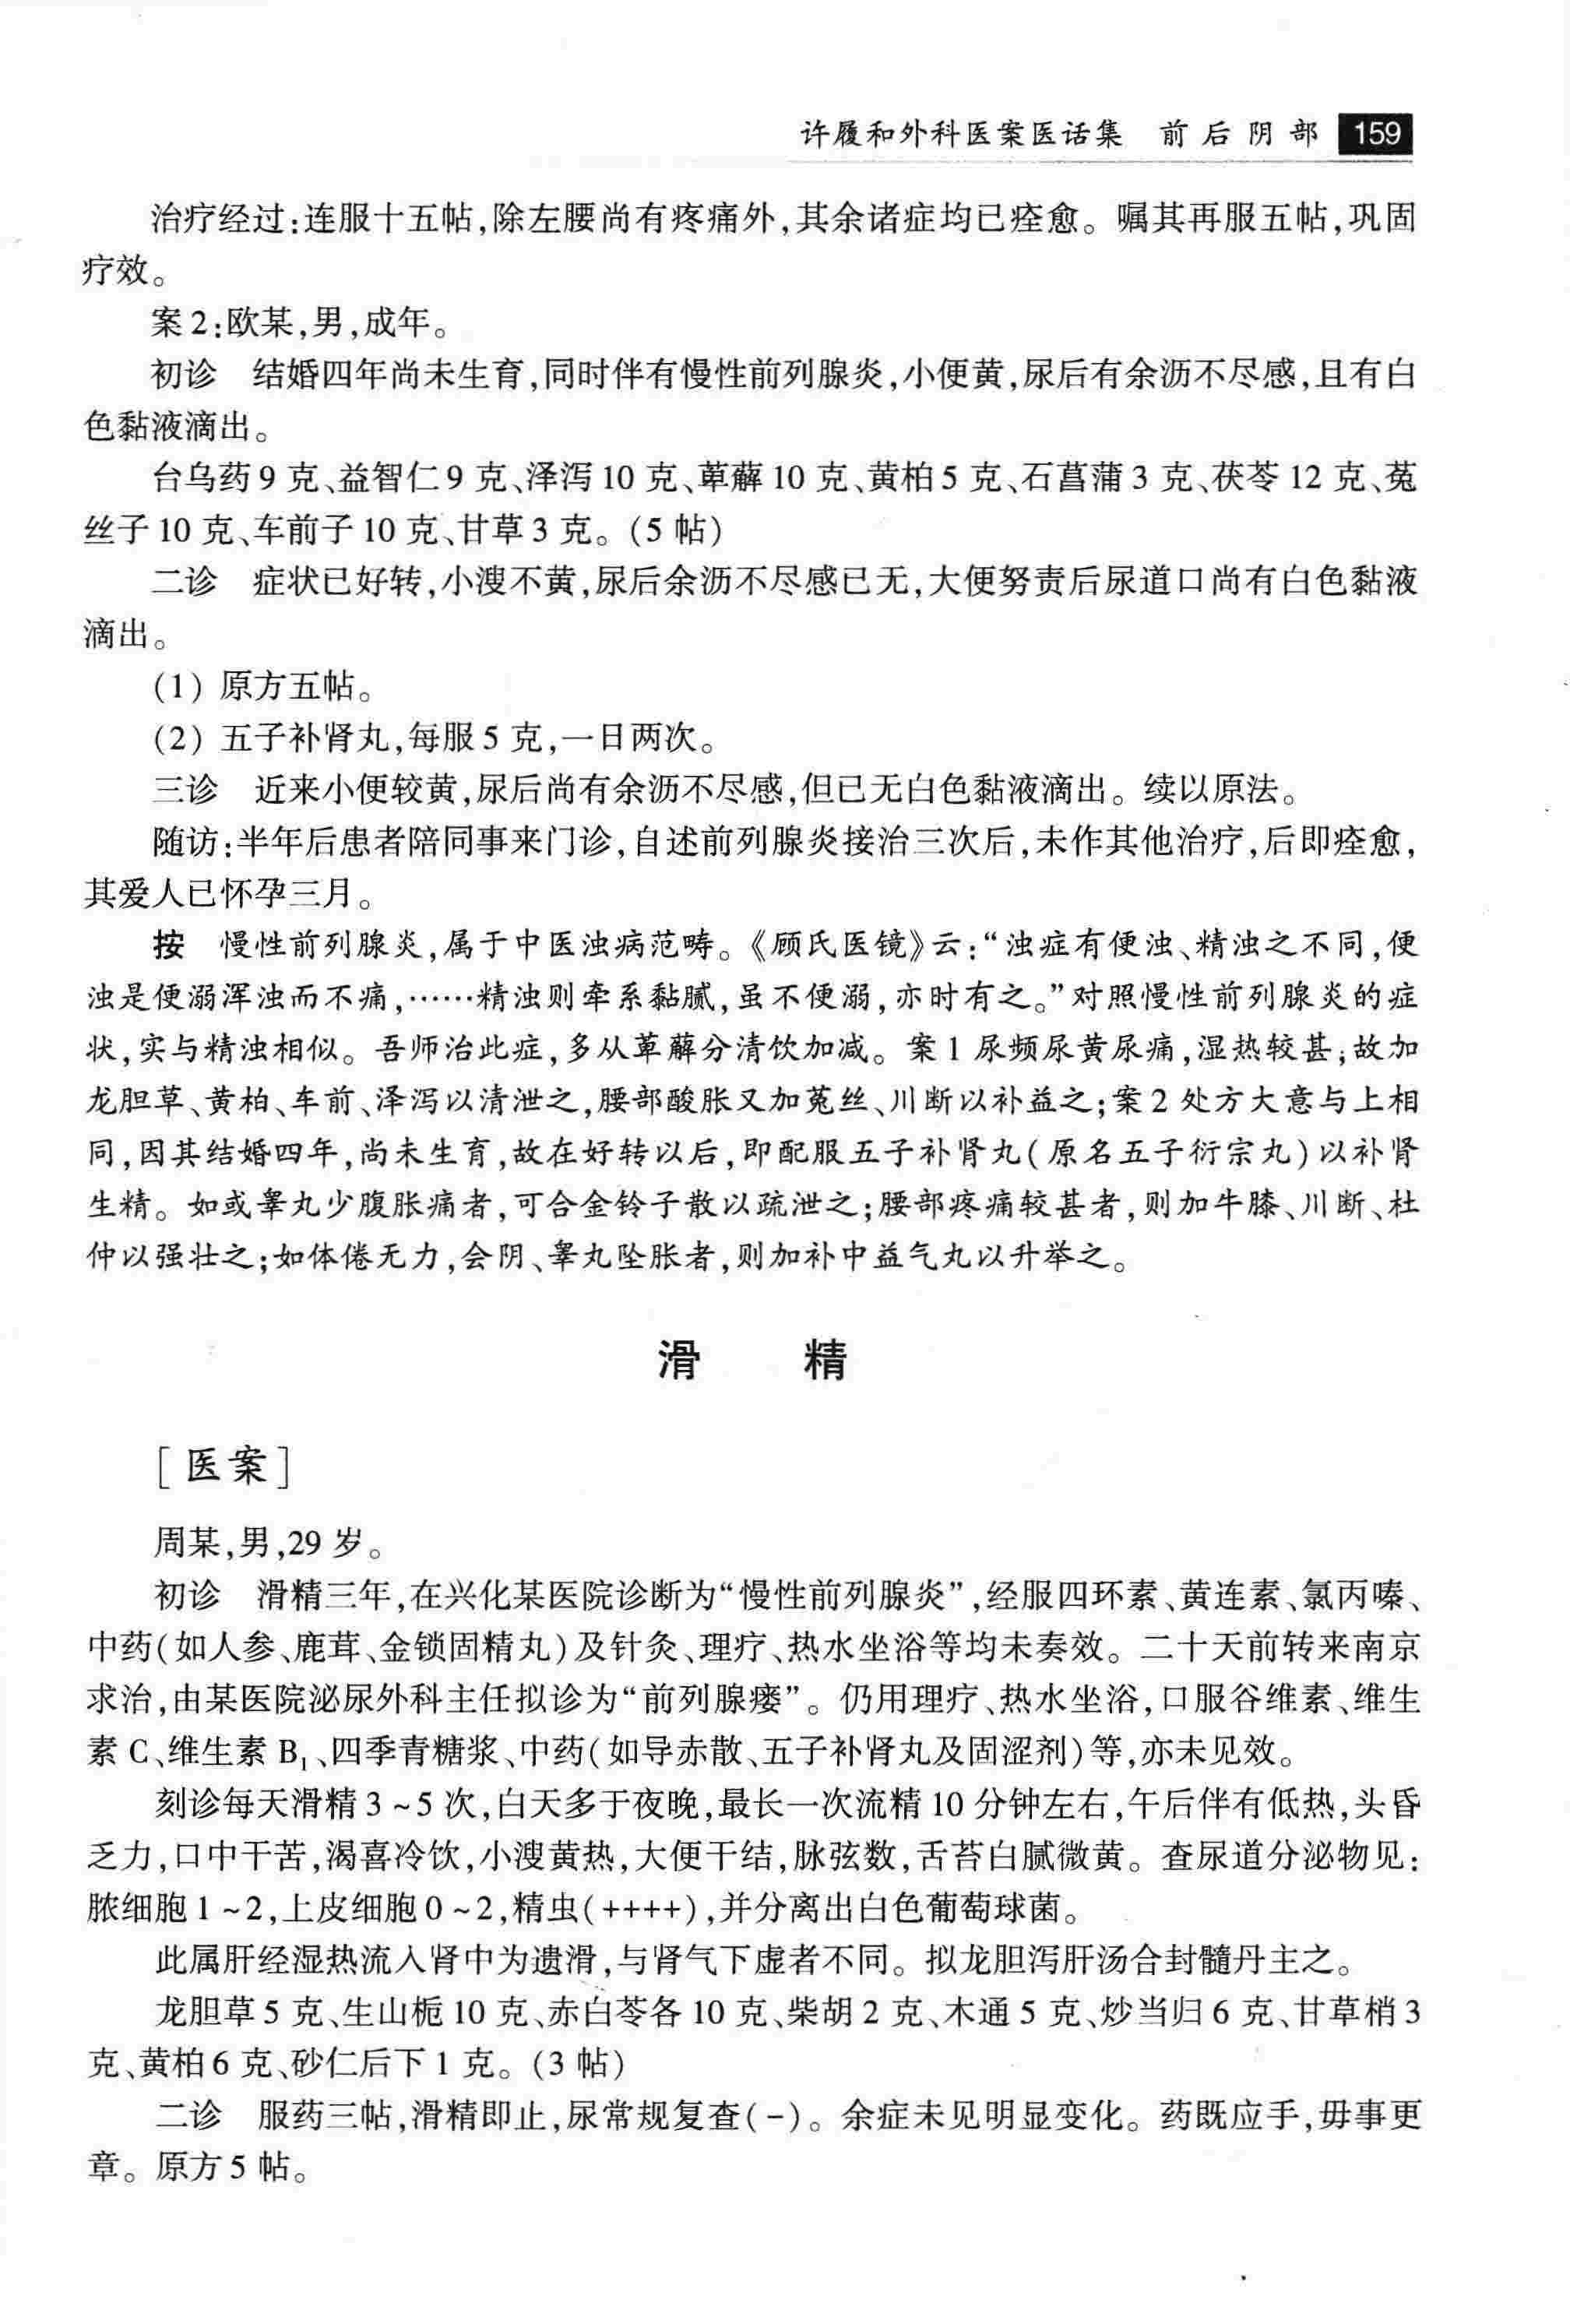 许履和外科医案医话集 前后阴部 159
治疗经过:连服十五帖,除左腰尚有疼痛外,其余诸症均已痊愈。嘱其再服五帖,巩固
疗效。
案2:欧某,男,成年。
初诊 结婚四年尚未生育,同时伴有慢性前列腺炎,小便黄,尿后有余沥不尽感,且有白
色黏液滴出。
台乌药9克、益智仁9克、泽泻10克、萆薢10克、黄柏5克、石菖蒲3克、茯苓12克、菟
丝子10克、车前子10克、甘草3克。(5帖)
二诊 症状已好转,小溲不黄,尿后余沥不尽感已无,大便努责后尿道口尚有白色黏液
滴出。
(1) 原方五帖。
(2) 五子补肾丸,每服5克,一日两次。
三诊 近来小便较黄,尿后尚有余沥不尽感,但已无白色黏液滴出。续以原法。
随访:半年后患者陪同事来门诊,自述前列腺炎接治三次后,未作其他治疗,后即痊愈,
其爱人已怀孕三月。
按 慢性前列腺炎,属于中医浊病范畴。《顾氏医镜》云:“浊症有便浊、精浊之不同,便
浊是便溺浑浊而不痛,……精浊则牵系黏腻,虽不便溺,亦时有之。”对照慢性前列腺炎的症
状,实与精浊相似。吾师治此症,多从萆薢分清饮加减。案1尿频尿黄尿痛,湿热较甚;故加
龙胆草、黄柏、车前、泽泻以清泄之,腰部酸胀又加菟丝、川断以补益之;案2处方大意与上相
同,因其结婚四年,尚未生育,故在好转以后,即配服五子补肾丸(原名五子衍宗丸)以补肾
生精。如或睾丸少腹胀痛者,可合金铃子散以疏泄之;腰部疼痛较甚者,则加牛膝、川断、杜
仲以强壮之;如体倦无力,会阴、睾丸坠胀者,则加补中益气丸以升举之。
滑 精
[医案]
周某,男,29岁。
初诊 滑精三年,在兴化某医院诊断为“慢性前列腺炎”,经服四环素、黄连素、氯丙嗪、
中药(如人参、鹿茸、金锁固精丸)及针灸、理疗、热水坐浴等均未奏效。二十天前转来南京
求治,由某医院泌尿外科主任拟诊为“前列腺瘘”。仍用理疗、热水坐浴,口服谷维素、维生
素C、维生素B₁、四季青糖浆、中药(如导赤散、五子补肾丸及固涩剂)等,亦未见效。
刻诊每天滑精3~5次,白天多于夜晚,最长一次流精10分钟左右,午后伴有低热,头昏
乏力,口中干苦,渴喜冷饮,小溲黄热,大便干结,脉弦数,舌苔白腻微黄。查尿道分泌物见:
脓细胞1~2,上皮细胞0~2,精虫(++++),并分离出白色葡萄球菌。
此属肝经湿热流入肾中为遗滑,与肾气下虚者不同。拟龙胆泻肝汤合封髓丹主之。
龙胆草5克、生山栀10克、赤白苓各10克、柴胡2克、木通5克、炒当归6克、甘草梢3
克、黄柏6克、砂仁后下1克。(3帖)
二诊 服药三帖,滑精即止,尿常规复查(-)。余症未见明显变化。药既应手,毋事更
章。原方5帖。